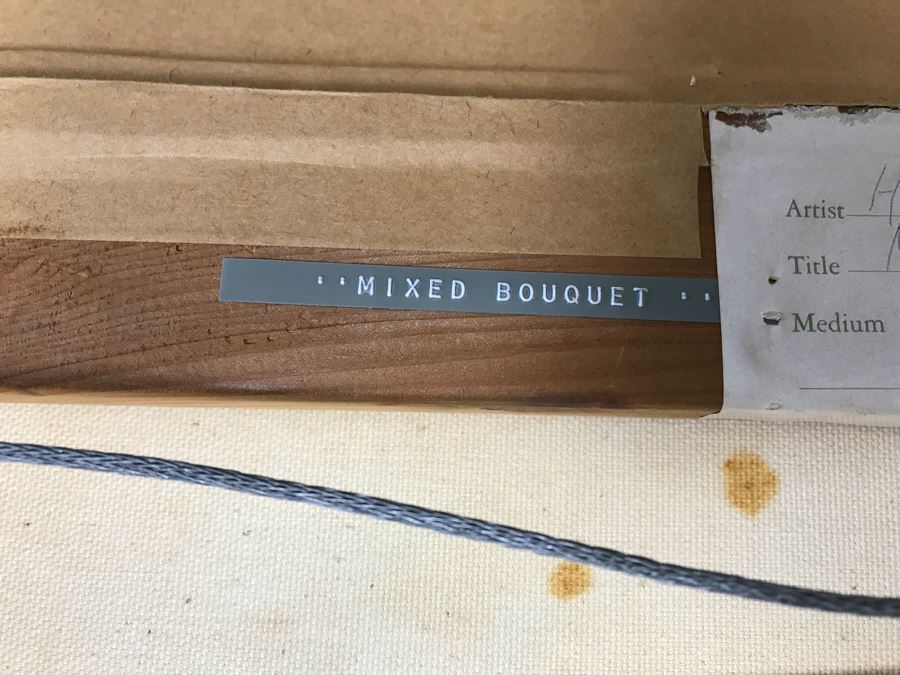 "MIXED BOUQUET "
Artist H
Title
Medium